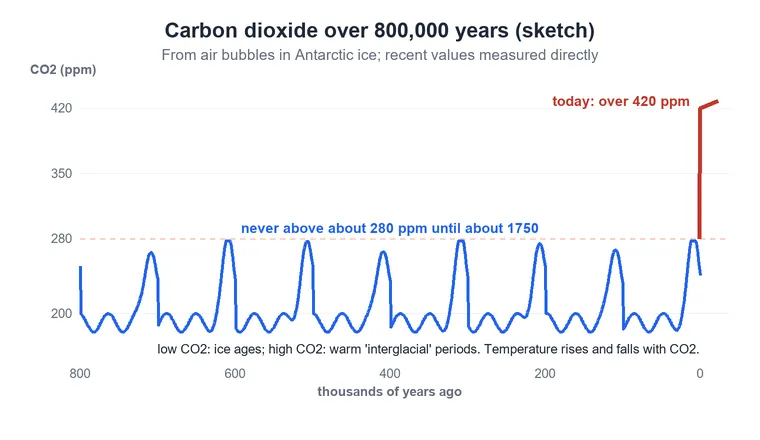 Carbon dioxide over 800,000 years (sketch)
From air bubbles in Antarctic ice; recent values measured directly
CO2 (ppm)
420
today: over 420 ppm
350
never above about 280 ppm until about 1750
280
200
low CO2: ice ages; high CO2: warm 'interglacial' periods. Temperature rises and falls with CO2.
800
600
400
200
0
thousands of years ago